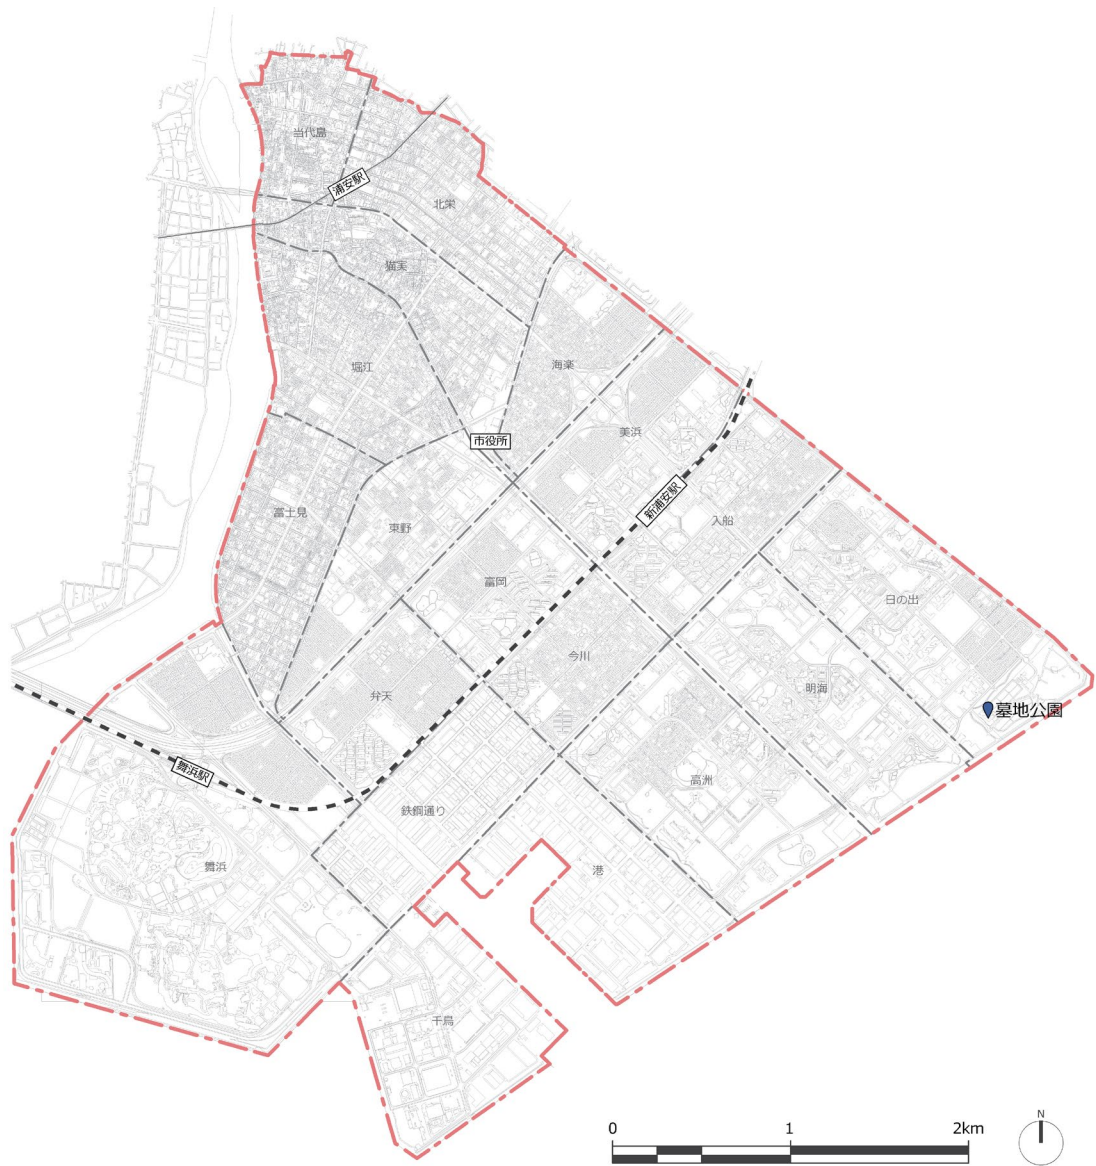 当代島
浦安駅
北栄
猫実
海楽
堀江
美浜
市役所
新浦安駅
富士見
東野
入船
富岡
日の出
今川
弁天
明海
墓地公園
舞浜駅
高洲
鉄鋼通り
舞浜
港
千鳥
0 1 2km
N